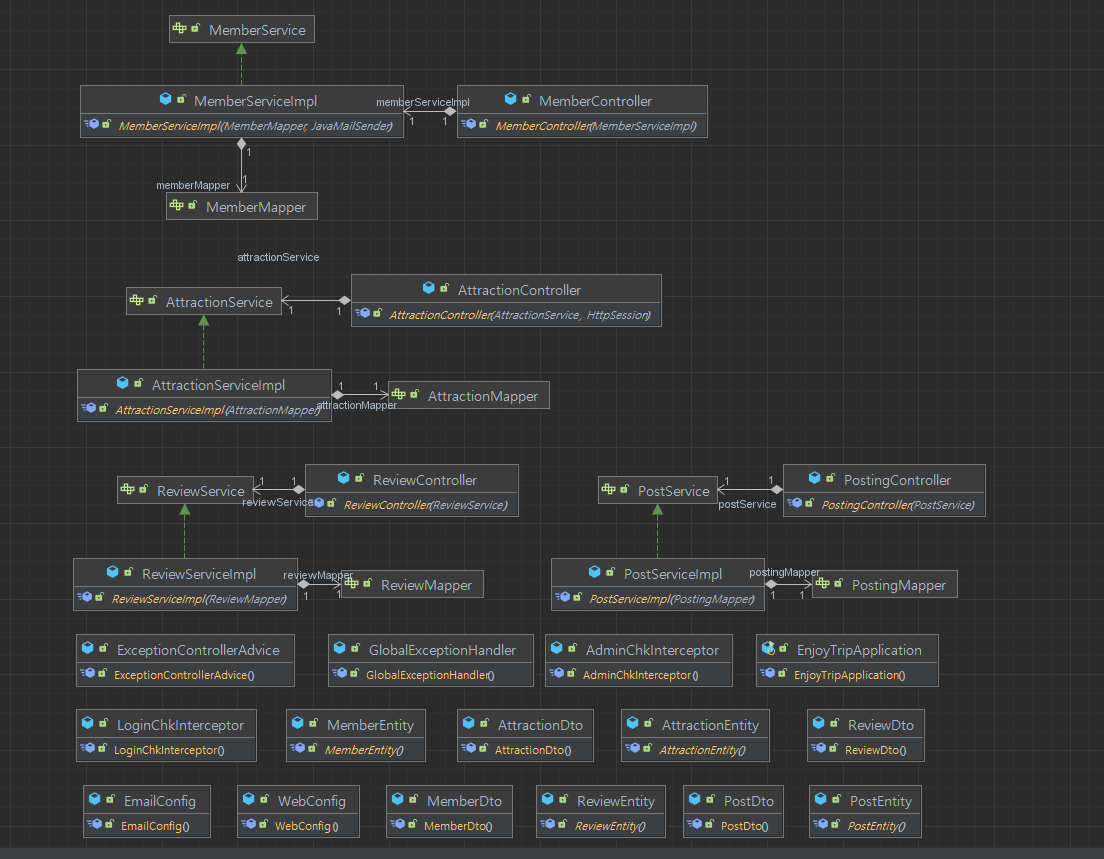 MemberService
MemberServiceImpl
MemberServiceImpl(MemberMapper, JavaMailSender)
memberServiceImpl
1
1
MemberController
MemberController(MemberServiceImpl)
1
memberMapper
1
MemberMapper
attractionService
AttractionService
1
1
AttractionController
AttractionController(AttractionService, HttpSession)
AttractionServiceImpl
AttractionServiceImpl(AttractionMapper)
1
1
attractionMapper
AttractionMapper
ReviewService
1
1
reviewService
ReviewController
ReviewController(ReviewService)
PostService
1
1
postService
PostingController
PostingController(PostService)
ReviewServiceImpl
ReviewServiceImpl(ReviewMapper)
reviewMapper
1
1
ReviewMapper
PostServiceImpl
PostServiceImpl(PostingMapper)
postingMapper
1
1
PostingMapper
ExceptionControllerAdvice
ExceptionControllerAdvice()
GlobalExceptionHandler
GlobalExceptionHandler()
AdminChkInterceptor
AdminChkInterceptor()
EnjoyTripApplication
EnjoyTripApplication()
LoginChkInterceptor
LoginChkInterceptor()
MemberEntity
MemberEntity()
AttractionDto
AttractionDto()
AttractionEntity
AttractionEntity()
ReviewDto
ReviewDto()
EmailConfig
EmailConfig()
WebConfig
WebConfig()
MemberDto
MemberDto()
ReviewEntity
ReviewEntity()
PostDto
PostDto()
PostEntity
PostEntity()